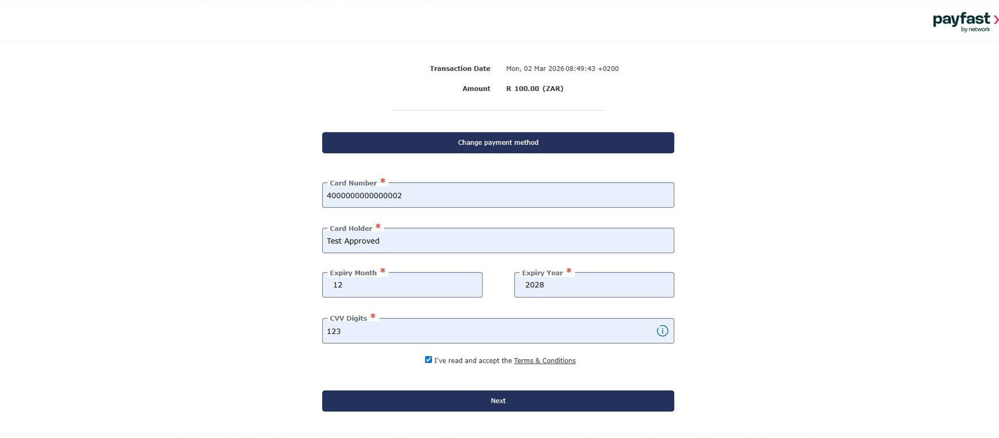 payfast
by network
Transaction Date Mon, 02 Mar 2026 08:49:43 +0200
Amount R 100.00 (ZAR)
Change payment method
Card Number *
4000000000000002
Card Holder *
Test Approved
Expiry Month * Expiry Year *
12 2028
CVV Digits *
123
I've read and accept the Terms & Conditions
Next